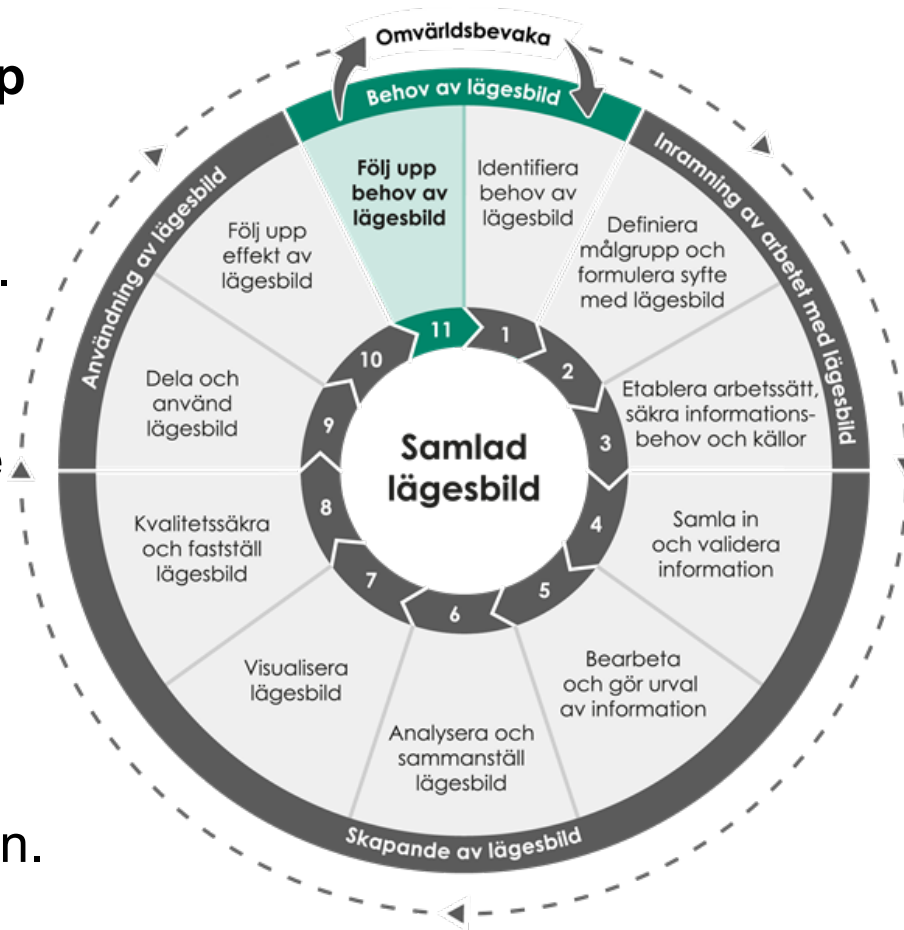 p
.
e
n.
Omvärldsbevaka
Behov av lägesbild
Inramning av arbetet med lägesbild
Skapande av lägesbild
Användning av lägesbild
Identifiera
behov av
lägesbild
Definiera
målgrupp och
formulera syfte
med lägesbild
Etablera arbetssätt,
säkra informations-
behov och källor
Samla in
och validera
information
Bearbeta
och gör urval
av information
Analysera och
sammanställ
lägesbild
Visualisera
lägesbild
Kvalitetssäkra
och fastställ
lägesbild
Dela och
använd
lägesbild
Följ upp
effekt av
lägesbild
Följ upp
behov av
lägesbild
1
2
3
4
5
6
7
8
9
10
11
Samlad
lägesbild